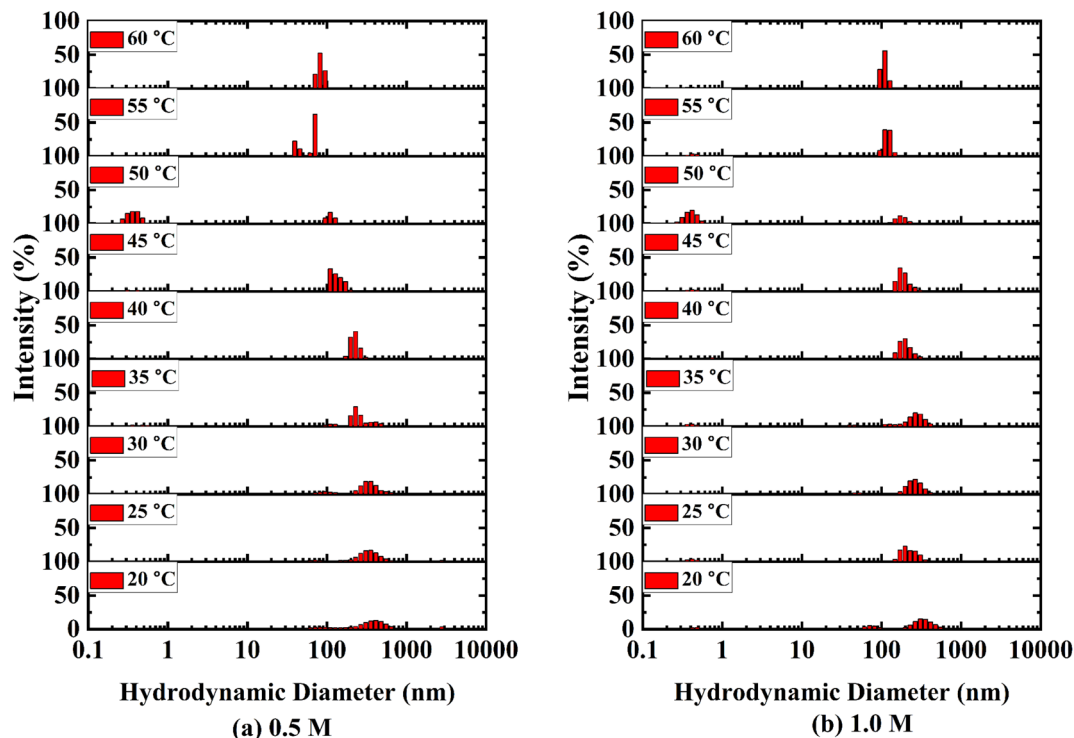 Intensity (%)
100
60 °C
50
100
55 °C
50
100
50 °C
50
100
45 °C
50
100
40 °C
50
100
35 °C
50
100
30 °C
50
100
25 °C
50
100
20 °C
50
0
0.1 1 10 100 1000 10000
Hydrodynamic Diameter (nm)
(a) 0.5 M
Intensity (%)
100
60 °C
50
100
55 °C
50
100
50 °C
50
100
45 °C
50
100
40 °C
50
100
35 °C
50
100
30 °C
50
100
25 °C
50
100
20 °C
50
0
0.1 1 10 100 1000 10000
Hydrodynamic Diameter (nm)
(b) 1.0 M